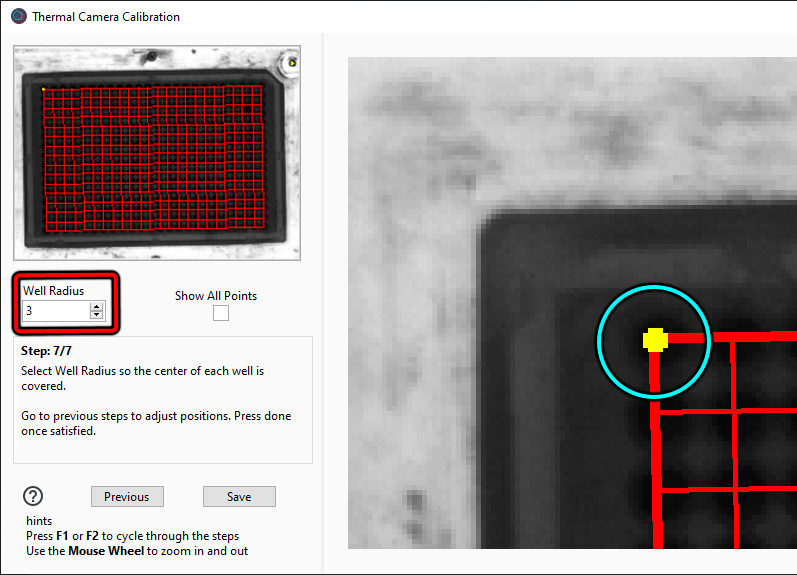 Thermal Camera Calibration
Well Radius
3
Show All Points
Step: 7/7
Select Well Radius so the center of each well is
covered.
Go to previous steps to adjust positions. Press done
once satisfied.
?
Previous
Save
hints
Press F1 or F2 to cycle through the steps
Use the Mouse Wheel to zoom in and out